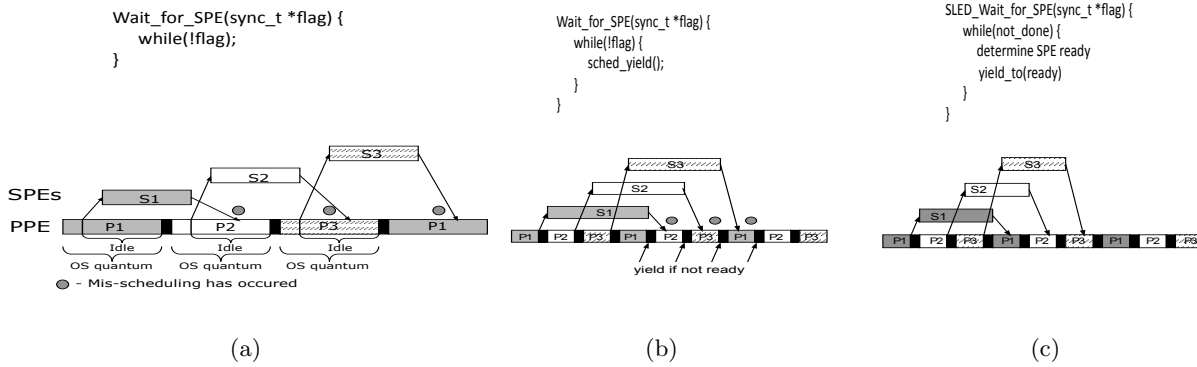 Wait_for_SPE(sync_t *flag) {
while(!flag);
}
SPEs
PPE
S1
S2
S3
P1
P2
P3
P1
Idle
Idle
Idle
OS quantum
OS quantum
OS quantum
- Mis-scheduling has occured
(a)
Wait_for_SPE(sync_t *flag) {
while(!flag) {
sched_yield();
}
}
S3
S2
S1
P1
P2
P3
P1
P2
P3
P1
P2
P3
yield if not ready
(b)
SLED_Wait_for_SPE(sync_t *flag) {
while(not_done) {
determine SPE ready
yield_to(ready)
}
}
S3
S2
S1
P1
P2
P3
P1
P2
P3
P1
P2
P3
(c)